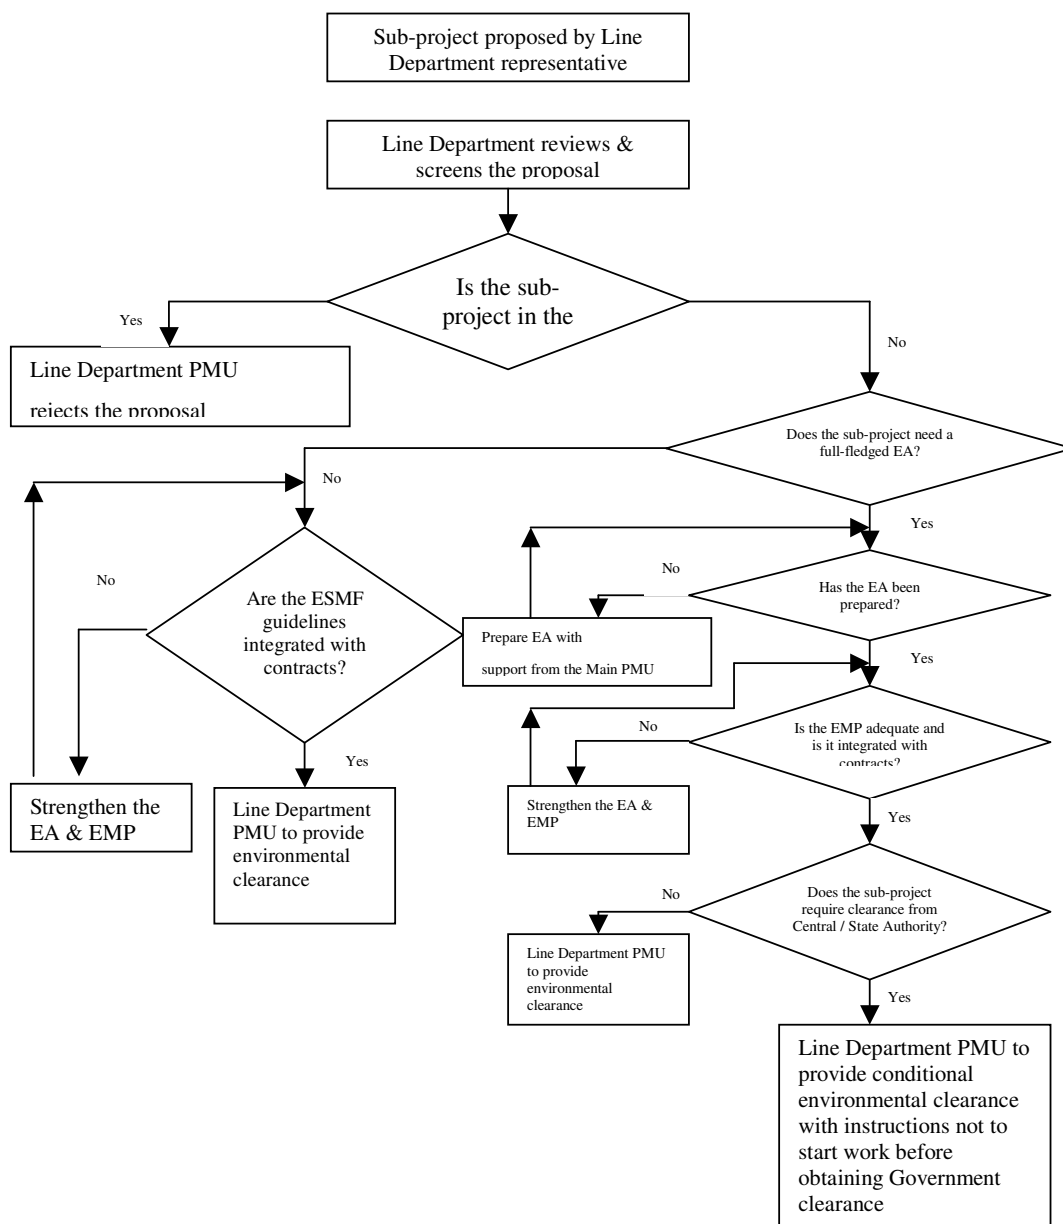 Sub-project proposed by Line
Department representative
Line Department reviews &
screens the proposal
Is the sub-
project in the
Yes
No
Line Department PMU
rejects the proposal
Does the sub-project need a
full-fledged EA?
No
Yes
No
Are the ESMF
guidelines
integrated with
contracts?
No
Has the EA been
prepared?
Prepare EA with
support from the Main PMU
Yes
Is the EMP adequate and
is it integrated with
contracts?
No
Yes
Strengthen the
EA & EMP
Line Department
PMU to provide
environmental
clearance
Strengthen the EA &
EMP
Yes
Does the sub-project
require clearance from
Central / State Authority?
No
Line Department PMU
to provide
environmental
clearance
Yes
Line Department PMU to
provide conditional
environmental clearance
with instructions not to
start work before
obtaining Government
clearance